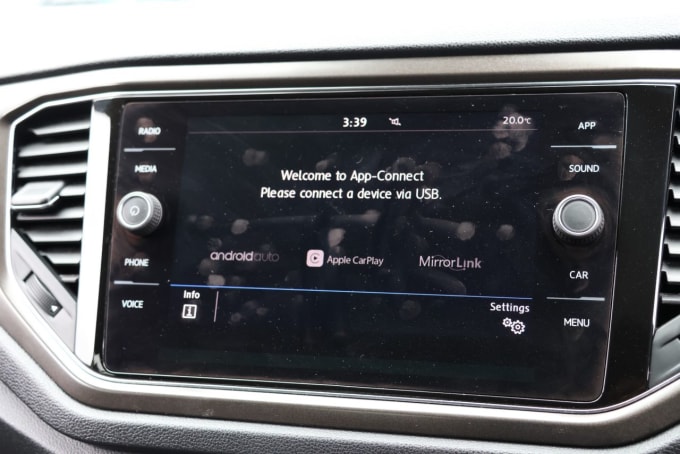 RADIO
MEDIA
PHONE
VOICE
3:39 20.0°C
Welcome to App-Connect
Please connect a device via USB.
androidauto Apple CarPlay MirrorLink
Info
Settings
APP
SOUND
CAR
MENU